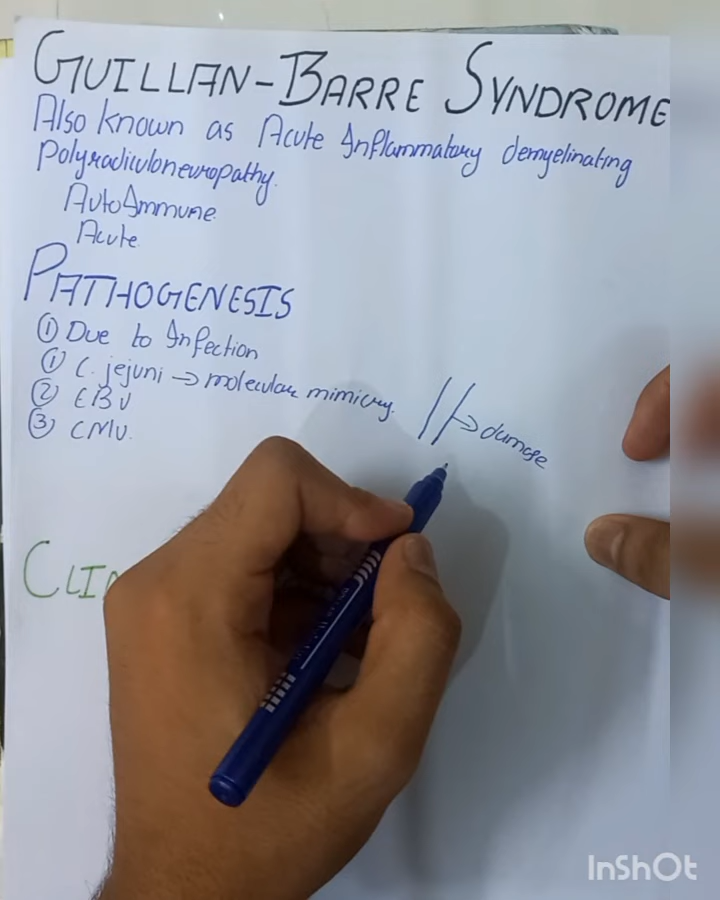 GUILLAN-BARRE SYNDROME
Also known as Acute Inflammatory demyelinating
Polyradiculoneuropathy.
AutoImmune
Acute
PATHOGENESIS
① Due to Infection
① C. jejuni → molecular mimicry.
② EBV
③ CMV.
→ damage
CLIN
InShOt